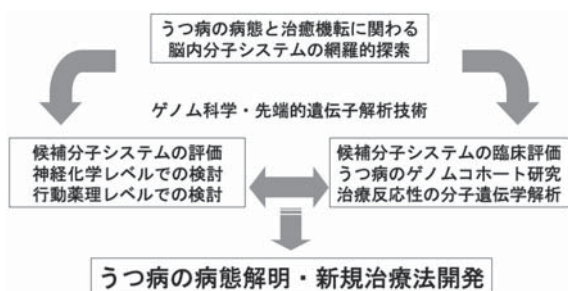 うつ病の病態と治癒機転に関わる
脳内分子システムの網羅的探索
ゲノム科学・先端的遺伝子解析技術
候補分子システムの評価
神経化学レベルでの検討
行動薬理レベルでの検討
候補分子システムの臨床評価
うつ病のゲノムコホート研究
治療反応性の分子遺伝学解析
うつ病の病態解明・新規治療法開発